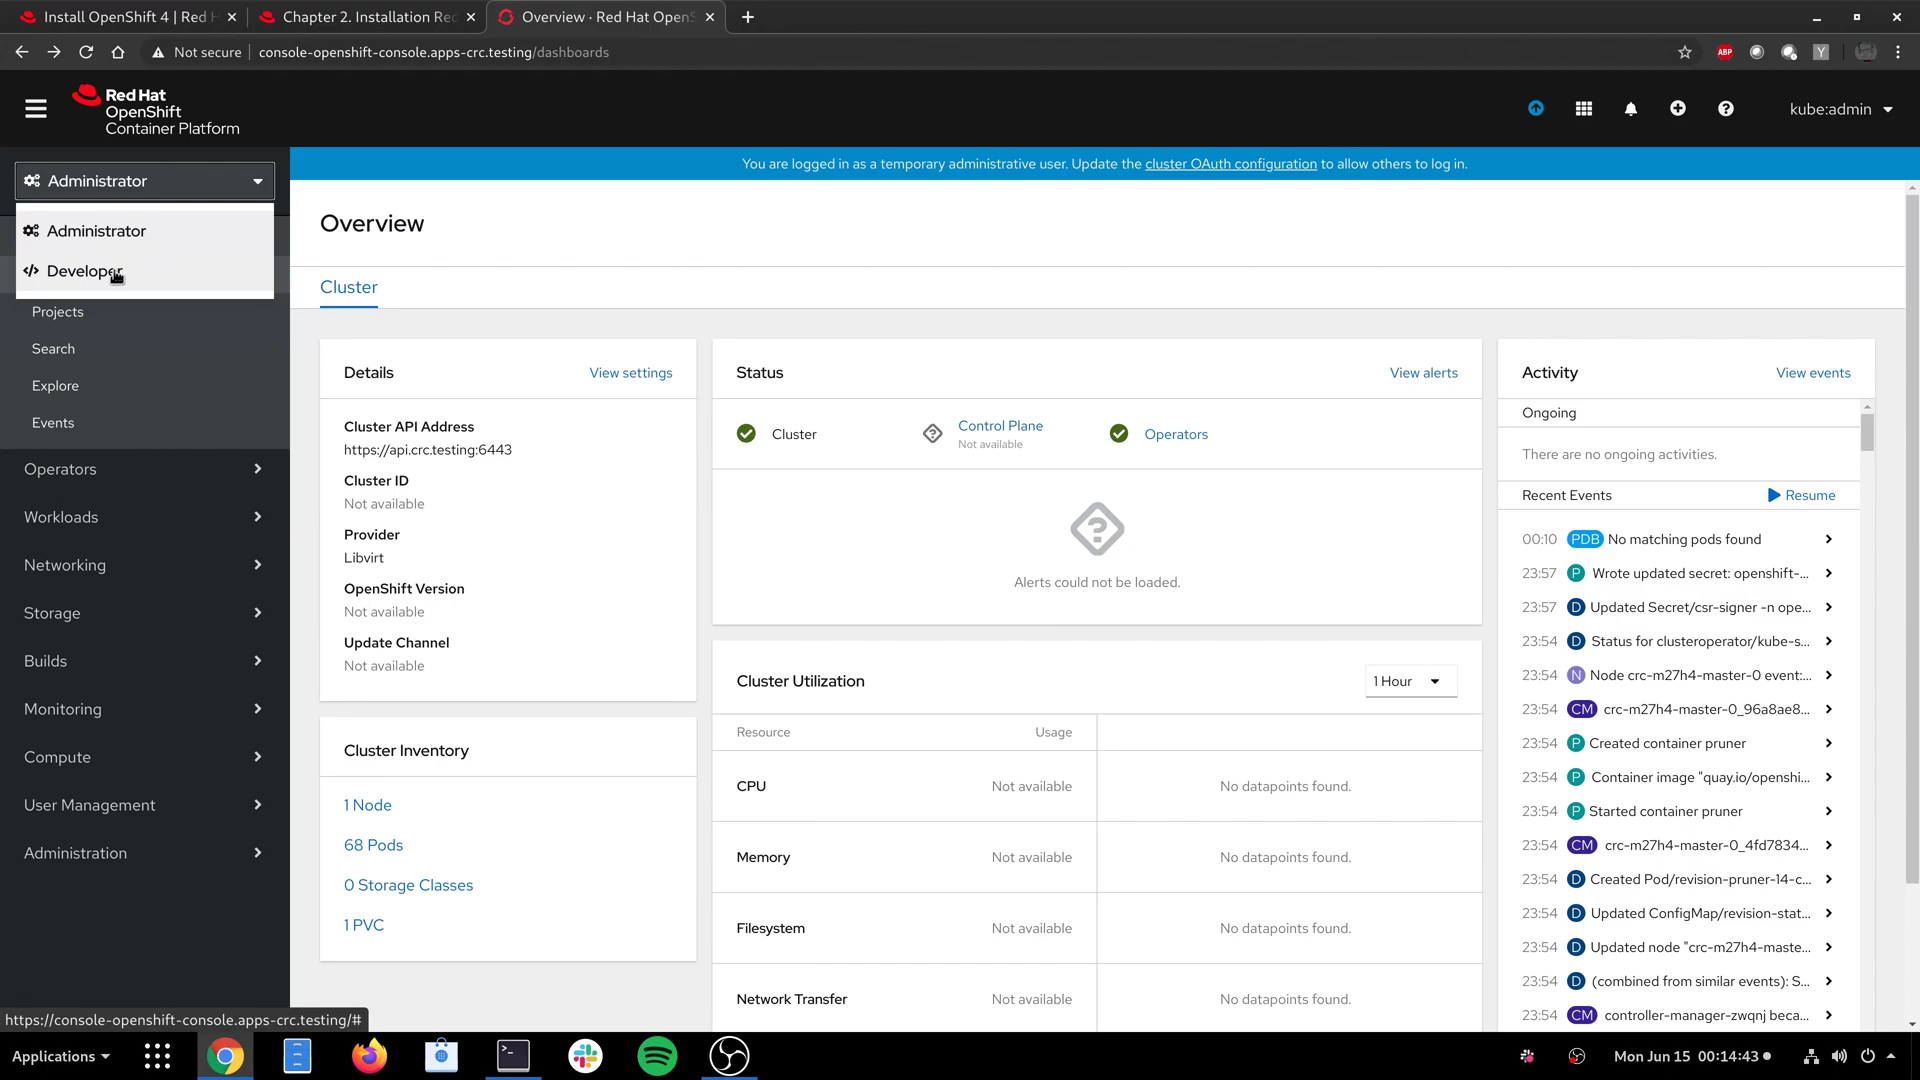 Install OpenShift 4 | Red H
Chapter 2. Installation Red
Overview · Red Hat OpenS
Not secure
console-openshift-console.apps-crc.testing/dashboards
ABP
Y
Red Hat
OpenShift
Container Platform
kube:admin
You are logged in as a temporary administrative user. Update the cluster OAuth configuration to allow others to log in.
Administrator
Administrator
Developer
Projects
Search
Explore
Events
Operators
Workloads
Networking
Storage
Builds
Monitoring
Compute
User Management
Administration
Overview
Cluster
Details
View settings
Cluster API Address
https://api.crc.testing:6443
Cluster ID
Not available
Provider
Libvirt
OpenShift Version
Not available
Update Channel
Not available
Cluster Inventory
1 Node
68 Pods
0 Storage Classes
1 PVC
Status
View alerts
Cluster
Control Plane
Not available
Operators
Alerts could not be loaded.
Cluster Utilization
1 Hour
Resource
Usage
CPU
Not available
No datapoints found.
Memory
Not available
No datapoints found.
Filesystem
Not available
No datapoints found.
Network Transfer
Not available
No datapoints found.
Activity
View events
Ongoing
There are no ongoing activities.
Recent Events
Resume
00:10 PDB No matching pods found
23:57 P Wrote updated secret: openshift-...
23:57 D Updated Secret/csr-signer -n ope...
23:54 D Status for clusteroperator/kube-s...
23:54 N Node crc-m27h4-master-0 event:...
23:54 CM crc-m27h4-master-0_96a8ae8...
23:54 P Created container pruner
23:54 P Container image "quay.io/openshi...
23:54 P Started container pruner
23:54 CM crc-m27h4-master-0_4fd7834...
23:54 D Created Pod/revision-pruner-14-c...
23:54 D Updated ConfigMap/revision-stat...
23:54 D Updated node "crc-m27h4-maste...
23:54 D (combined from similar events): S...
23:54 CM controller-manager-zwqnj beca...
https://console-openshift-console.apps-crc.testing/#
Applications
Mon Jun 15 00:14:43